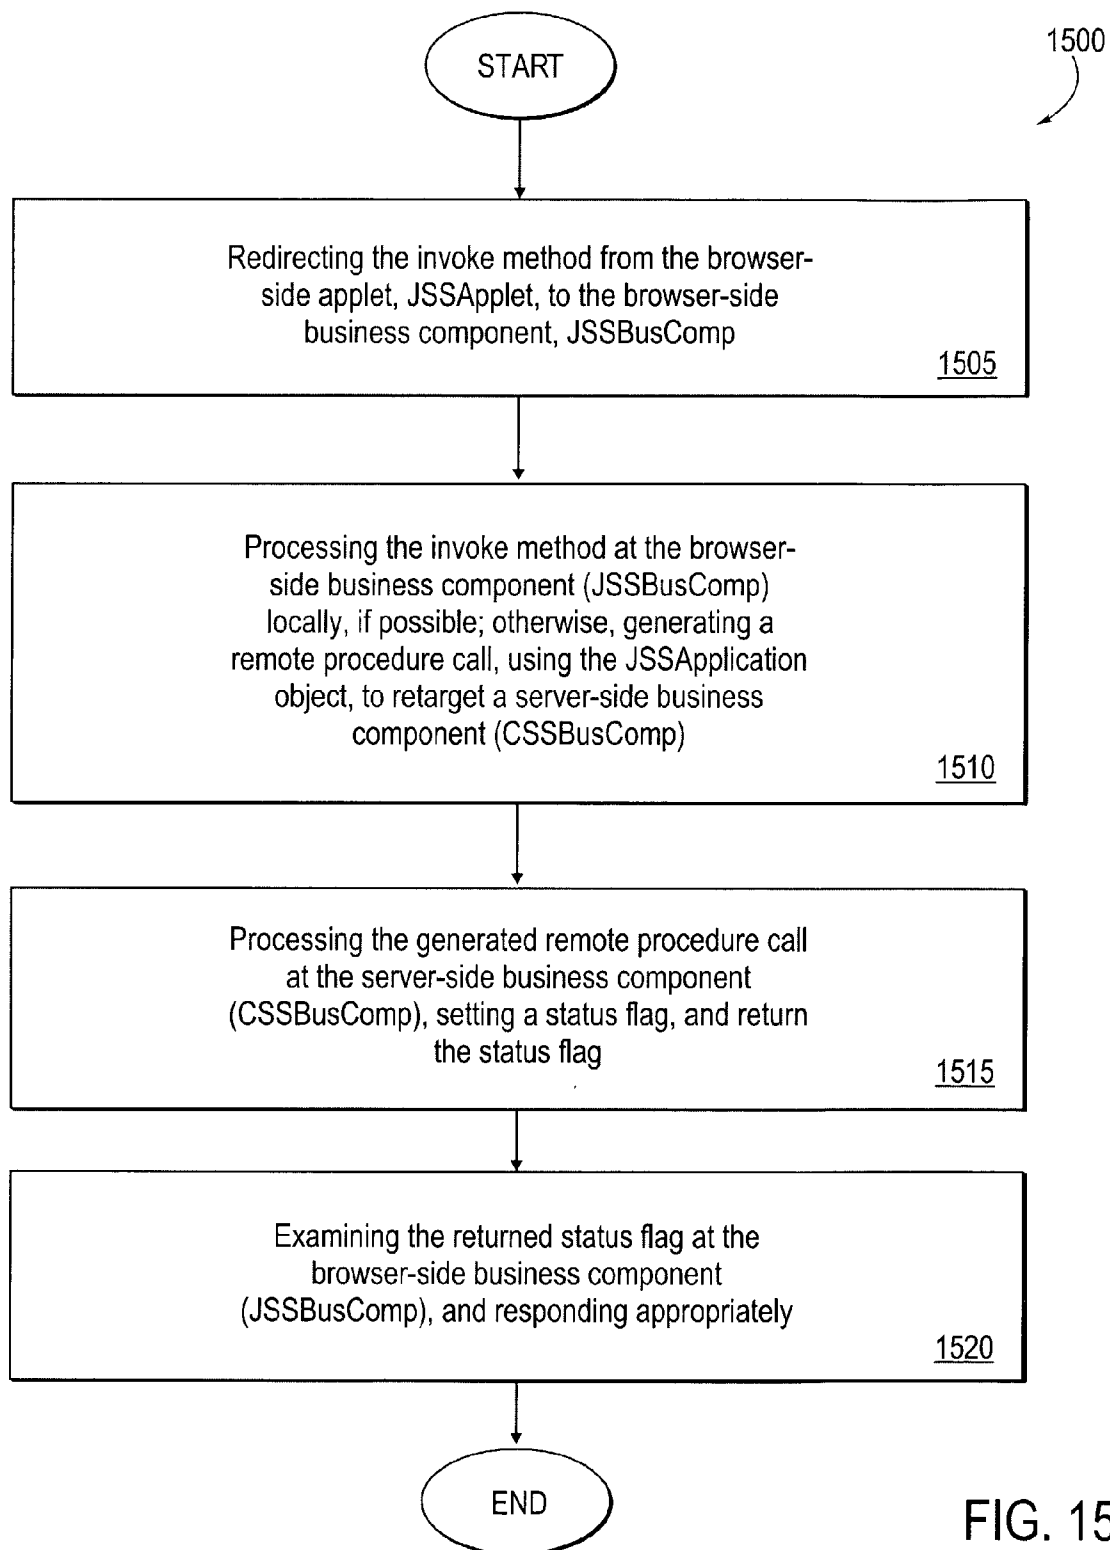 START
1500
Redirecting the invoke method from the browser-
side applet, JSSApplet, to the browser-side
business component, JSSBusComp
1505
Processing the invoke method at the browser-
side business component (JSSBusComp)
locally, if possible; otherwise, generating a
remote procedure call, using the JSSApplication
object, to retarget a server-side business
component (CSSBusComp)
1510
Processing the generated remote procedure call
at the server-side business component
(CSSBusComp), setting a status flag, and return
the status flag
1515
Examining the returned status flag at the
browser-side business component
(JSSBusComp), and responding appropriately
1520
END
FIG. 15